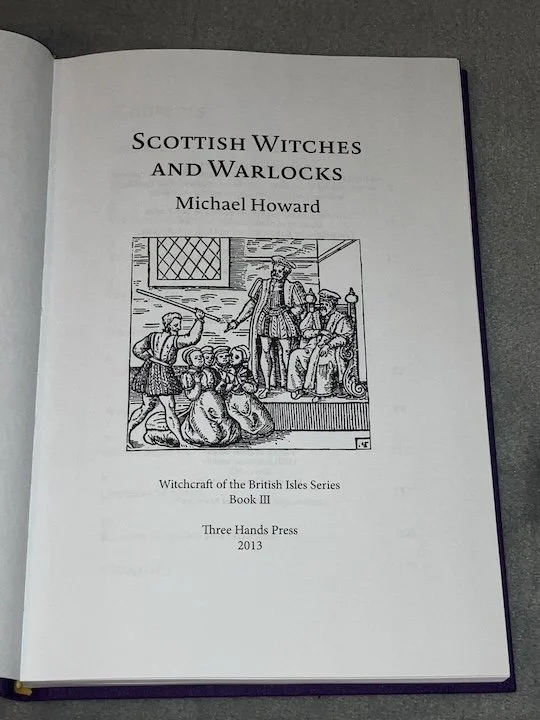 Scottish Witches
and Warlocks
Michael Howard
Witchcraft of the British Isles Series
Book III
Three Hands Press
2013